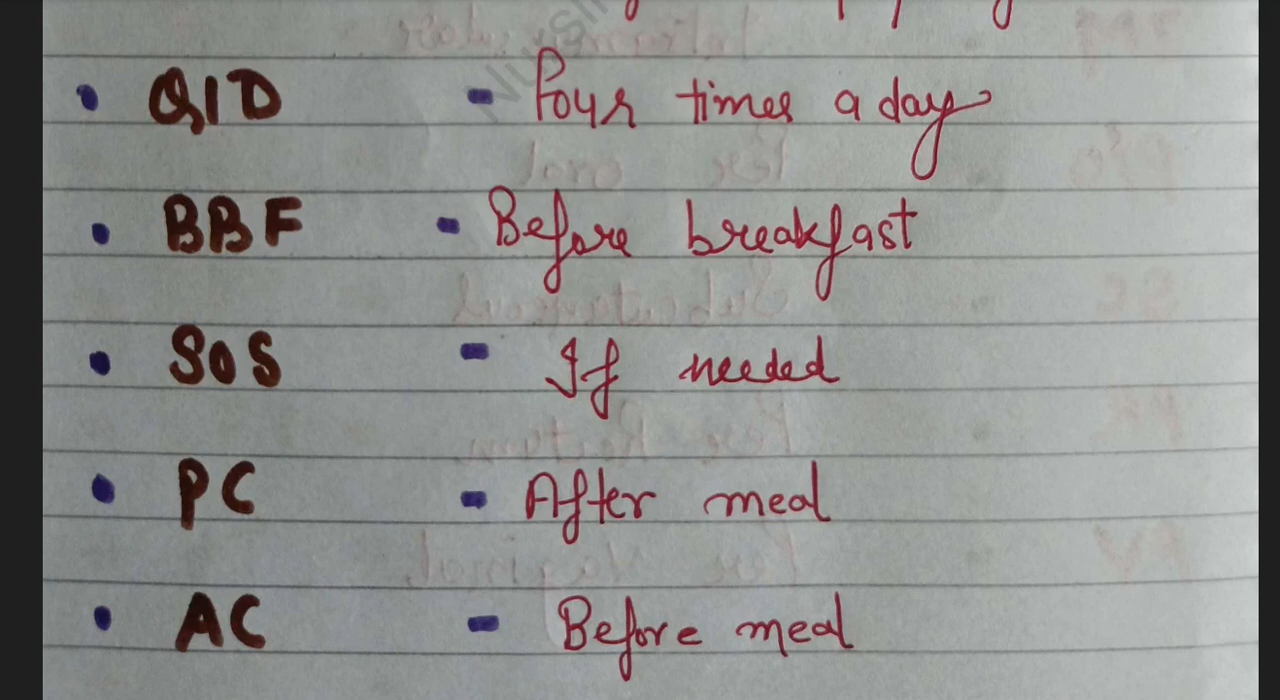 • QID - Four times a day
• BBF - Before breakfast
• SOS - If needed
• PC - After meal
• AC - Before meal